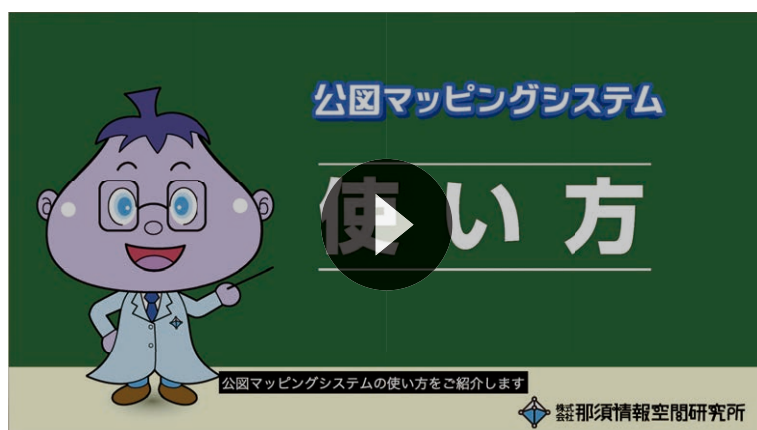 公図マッピングシステム
使い方
公図マッピングシステムの使い方をご紹介します
株式会社那須情報空間研究所